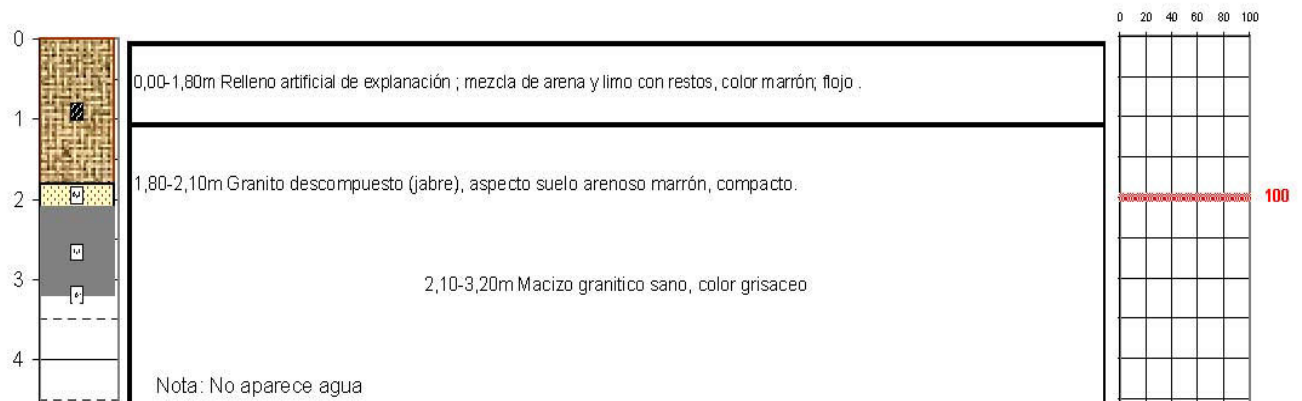 0 20 40 60 80 100
0
0,00-1,80m Relleno artificial de explanación ; mezcla de arena y limo con restos, color marrón; flojo .
1
1,80-2,10m Granito descompuesto (jabre), aspecto suelo arenoso marrón, compacto.
2
100
3
2,10-3,20m Macizo granitico sano, color grisaceo
4
Nota: No aparece agua